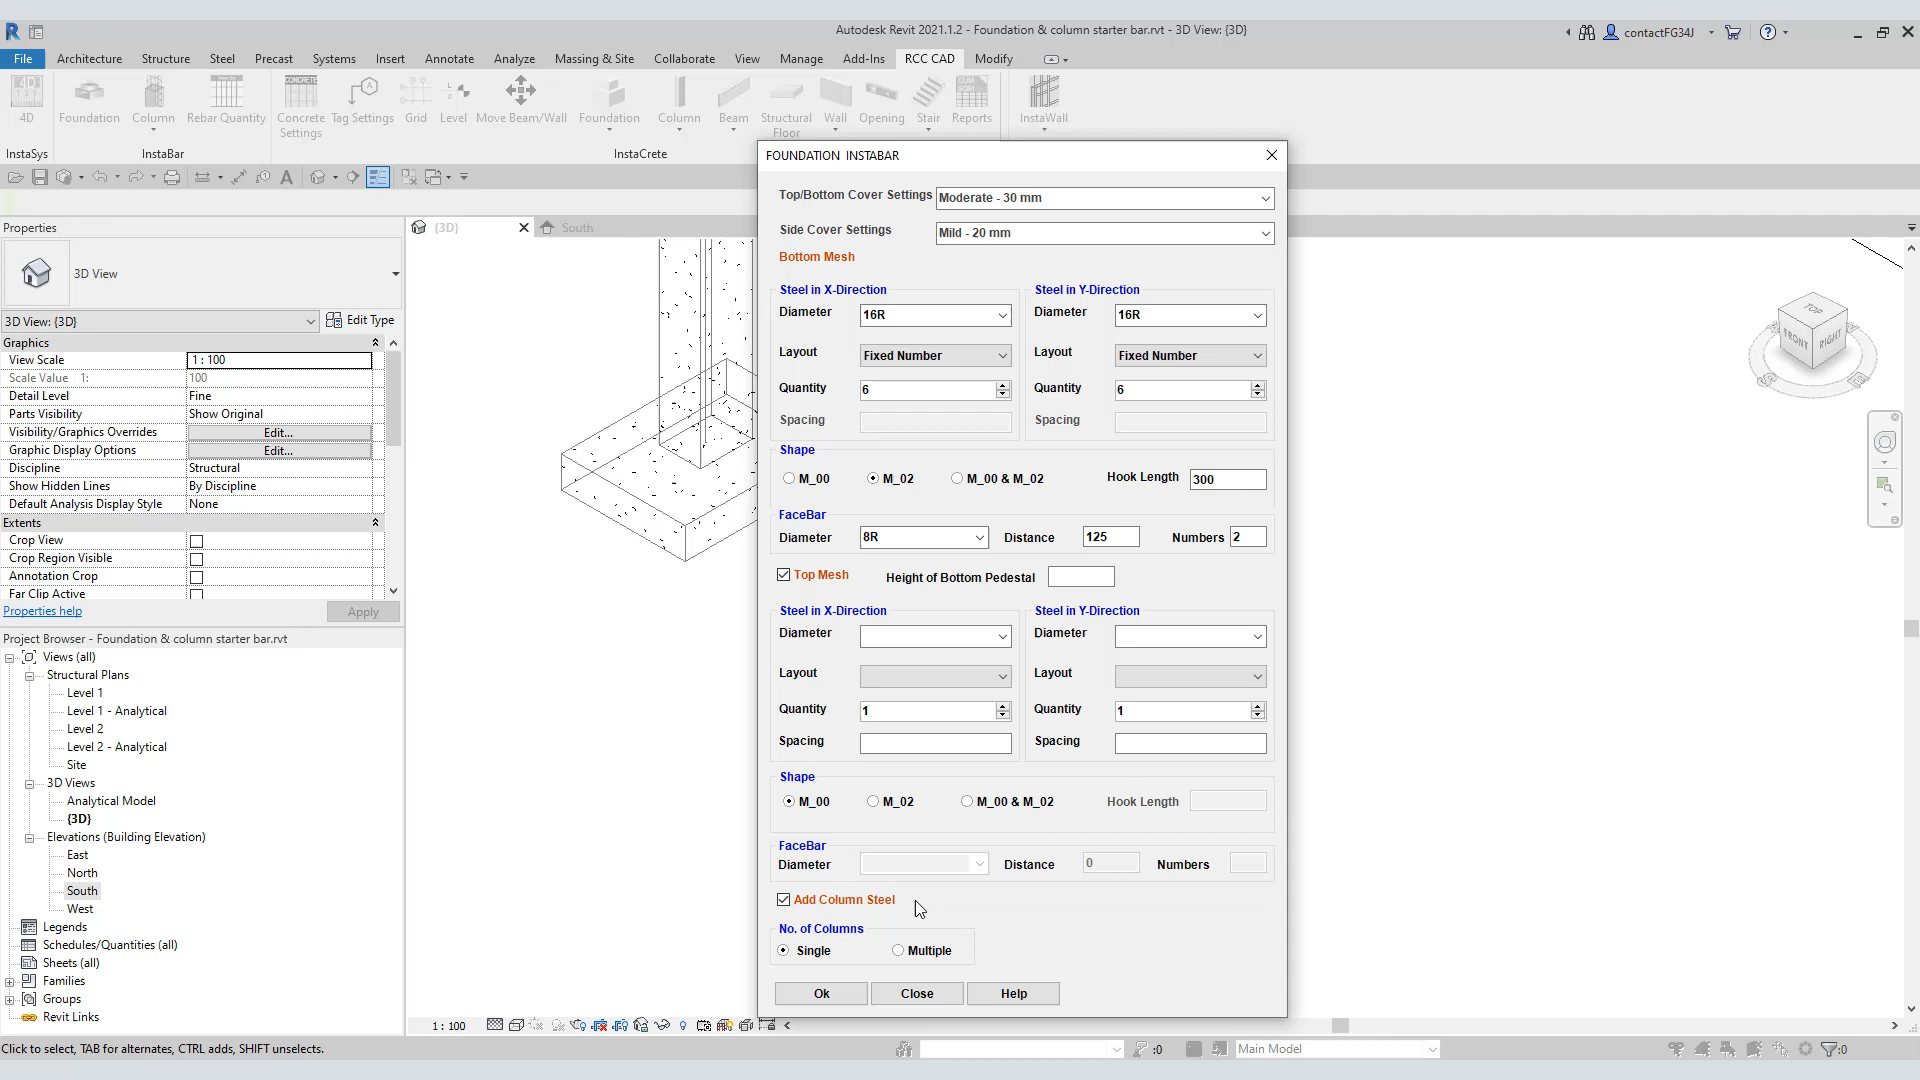 Autodesk Revit 2021.1.2 - Foundation & column starter bar.rvt - 3D View: {3D}
contactFG34J
File Architecture Structure Steel Precast Systems Insert Annotate Analyze Massing & Site Collaborate View Manage Add-Ins RCC CAD Modify
4D Foundation Column Rebar Quantity Concrete Settings Tag Settings Grid Level Move Beam/Wall Foundation Column Beam Structural Floor Wall Opening Stair Reports InstaWall
InstaSys InstaBar InstaCrete
Properties
3D View
3D View: {3D} Edit Type
Graphics
View Scale 1 : 100
Scale Value 1: 100
Detail Level Fine
Parts Visibility Show Original
Visibility/Graphics Overrides Edit...
Graphic Display Options Edit...
Discipline Structural
Show Hidden Lines By Discipline
Default Analysis Display Style None
Extents
Crop View
Crop Region Visible
Annotation Crop
Far Clip Active
Properties help Apply
Project Browser - Foundation & column starter bar.rvt
Views (all)
Structural Plans
Level 1
Level 1 - Analytical
Level 2
Level 2 - Analytical
Site
3D Views
Analytical Model
{3D}
Elevations (Building Elevation)
East
North
South
West
Legends
Schedules/Quantities (all)
Sheets (all)
Families
Groups
Revit Links
{3D} South
FOUNDATION INSTABAR
Top/Bottom Cover Settings Moderate - 30 mm
Side Cover Settings Mild - 20 mm
Bottom Mesh
Steel in X-Direction Steel in Y-Direction
Diameter 16R Diameter 16R
Layout Fixed Number Layout Fixed Number
Quantity 6 Quantity 6
Spacing Spacing
Shape
M_00 M_02 M_00 & M_02 Hook Length 300
FaceBar
Diameter 8R Distance 125 Numbers 2
Top Mesh Height of Bottom Pedestal
Steel in X-Direction Steel in Y-Direction
Diameter Diameter
Layout Layout
Quantity 1 Quantity 1
Spacing Spacing
Shape
M_00 M_02 M_00 & M_02 Hook Length
FaceBar
Diameter Distance 0 Numbers
Add Column Steel
No. of Columns
Single Multiple
Ok Close Help
TOP
FRONT RIGHT
S E
1 : 100
Click to select, TAB for alternates, CTRL adds, SHIFT unselects.
:0 Main Model :0